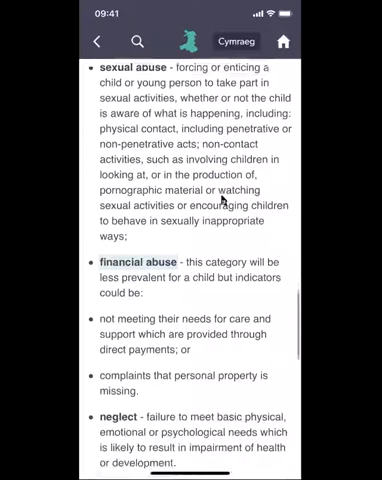 09:41
Cymraeg
sexual abuse - forcing or enticing a
child or young person to take part in
sexual activities, whether or not the child
is aware of what is happening, including:
physical contact, including penetrative or
non-penetrative acts; non-contact
activities, such as involving children in
looking at, or in the production of,
pornographic material or watching
sexual activities or encouraging children
to behave in sexually inappropriate
ways;
financial abuse - this category will be
less prevalent for a child but indicators
could be:
not meeting their needs for care and
support which are provided through
direct payments; or
complaints that personal property is
missing.
neglect - failure to meet basic physical,
emotional or psychological needs which
is likely to result in impairment of health
or development.